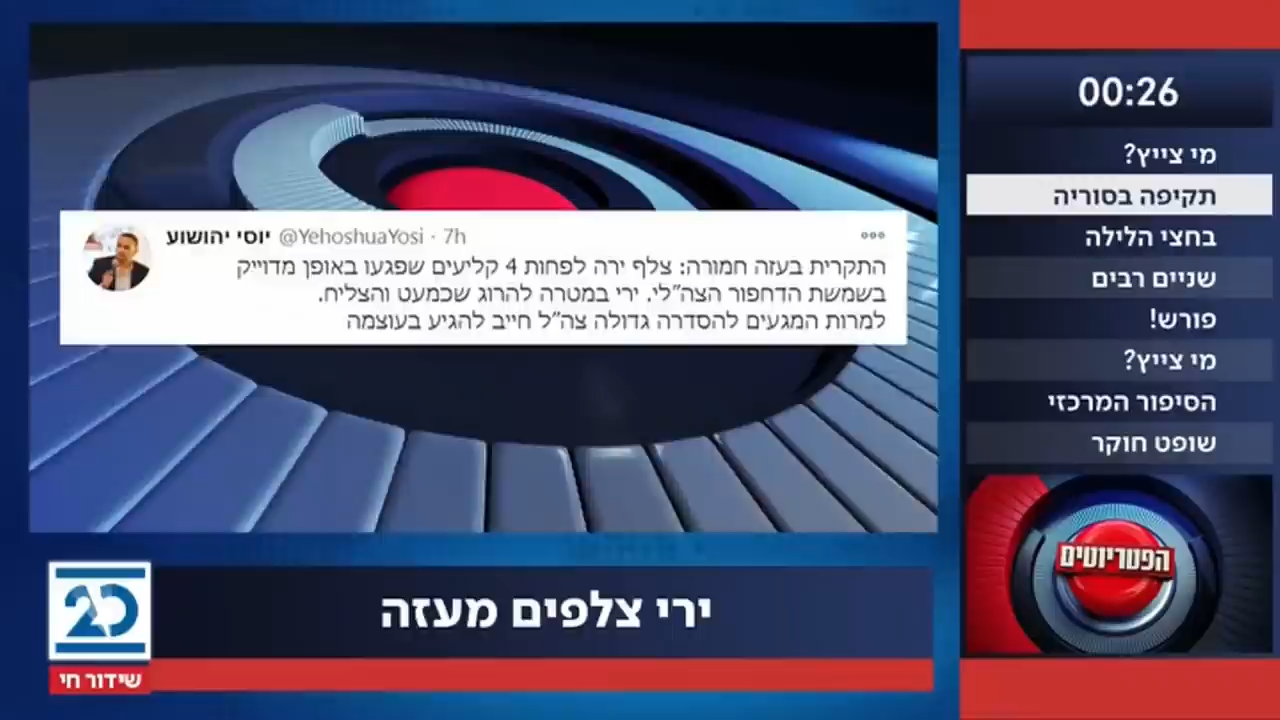 00:26
מי צייץ?
תקיפה בסוריה
בחצי הלילה
שניים רבים
פורש!
מי צייץ?
הסיפור המרכזי
שופט חוקר
הפטריוטים
יוסי יהושוע @YehoshuaYosi · 7h
התקרית בעזה חמורה: צלף ירה לפחות 4 קליעים שפגעו באופן מדוייק
בשמשת הדחפור הצה״לי. ירי במטרה להרוג שכמעט והצליח.
למרות המגעים להסדרה גדולה צה״ל חייב להגיע בעוצמה
ירי צלפים מעזה
20
שידור חי